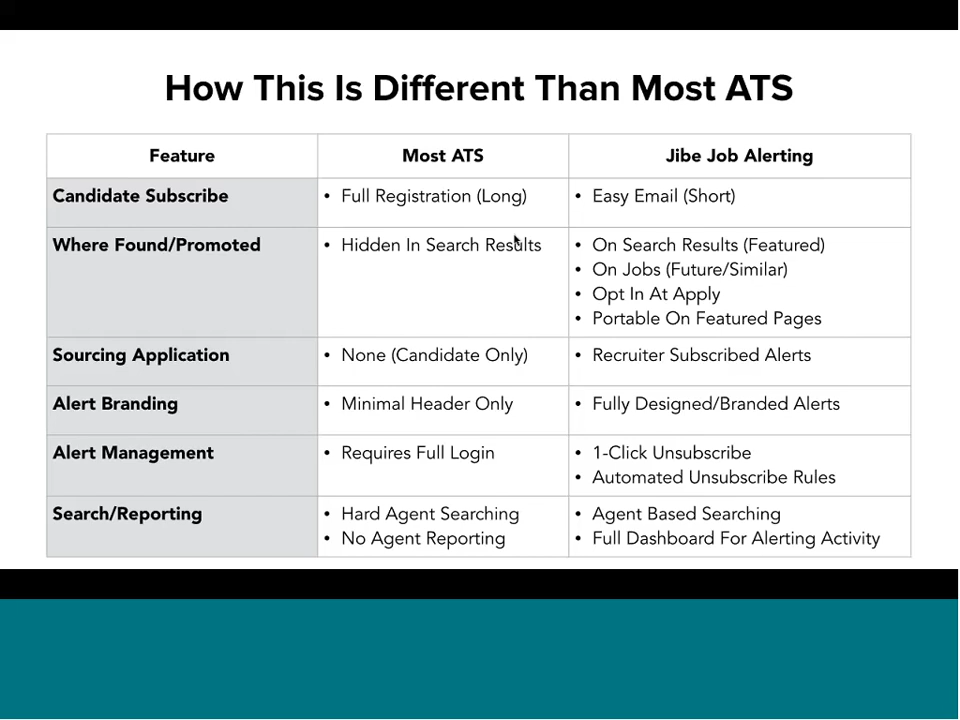 How This Is Different Than Most ATS
Feature Most ATS Jibe Job Alerting
Candidate Subscribe • Full Registration (Long) • Easy Email (Short)
Where Found/Promoted • Hidden In Search Results • On Search Results (Featured)
• On Jobs (Future/Similar)
• Opt In At Apply
• Portable On Featured Pages
Sourcing Application • None (Candidate Only) • Recruiter Subscribed Alerts
Alert Branding • Minimal Header Only • Fully Designed/Branded Alerts
Alert Management • Requires Full Login • 1-Click Unsubscribe
• Automated Unsubscribe Rules
Search/Reporting • Hard Agent Searching • Agent Based Searching
• No Agent Reporting • Full Dashboard For Alerting Activity